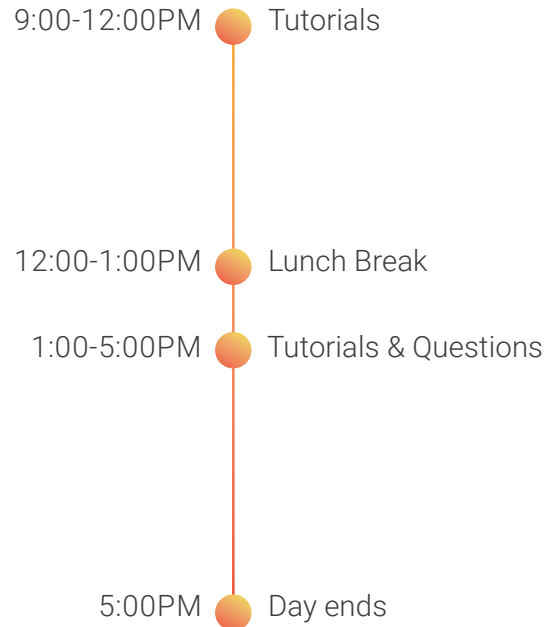 9:00-12:00PM Tutorials
12:00-1:00PM Lunch Break
1:00-5:00PM Tutorials & Questions
5:00PM Day ends